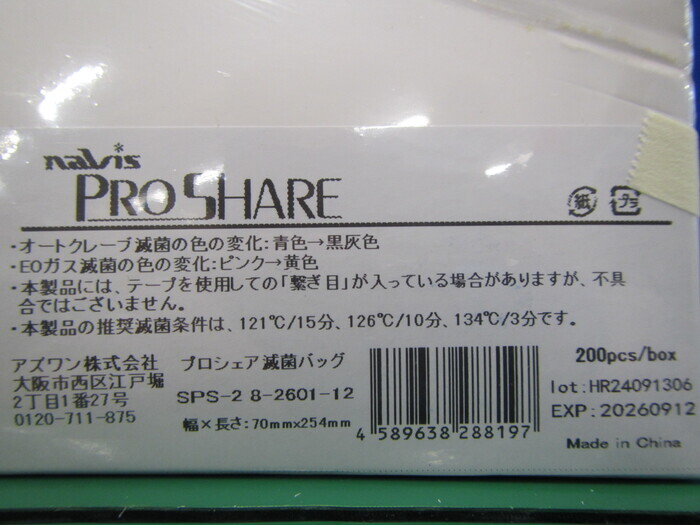 navis
PRO SHARE
紙 プラ
・オートクレーブ滅菌の色の変化:青色→黒灰色
・EOガス滅菌の色の変化:ピンク→黄色
・本製品には、テープを使用しての「繋ぎ目」が入っている場合がありますが、不具
合ではございません。
・本製品の推奨滅菌条件は、121℃/15分、126℃/10分、134℃/3分です。
アズワン株式会社 プロシェア滅菌バッグ
大阪市西区江戸堀
2丁目1番27号
0120-711-875
SPS-2 8-2601-12
幅×長さ:70mm×254mm
4 589638 288197
200pcs/box
lot:HR24091306
EXP:20260912
Made in China